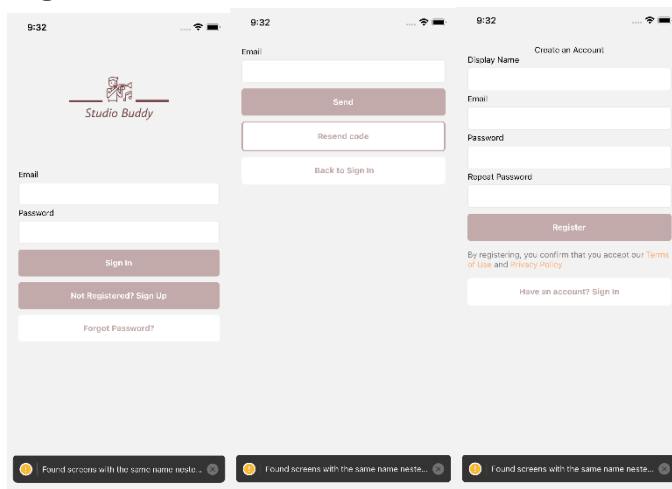 9:32
Studio Buddy
Email
Password
Sign In
Not Registered? Sign Up
Forgot Password?
Found screens with the same name neste...
9:32
Email
Send
Resend code
Back to Sign In
Found screens with the same name neste...
9:32
Create an Account
Display Name
Email
Password
Repeat Password
Register
By registering, you confirm that you accept our Terms
of Use and Privacy Policy
Have an account? Sign In
Found screens with the same name neste...